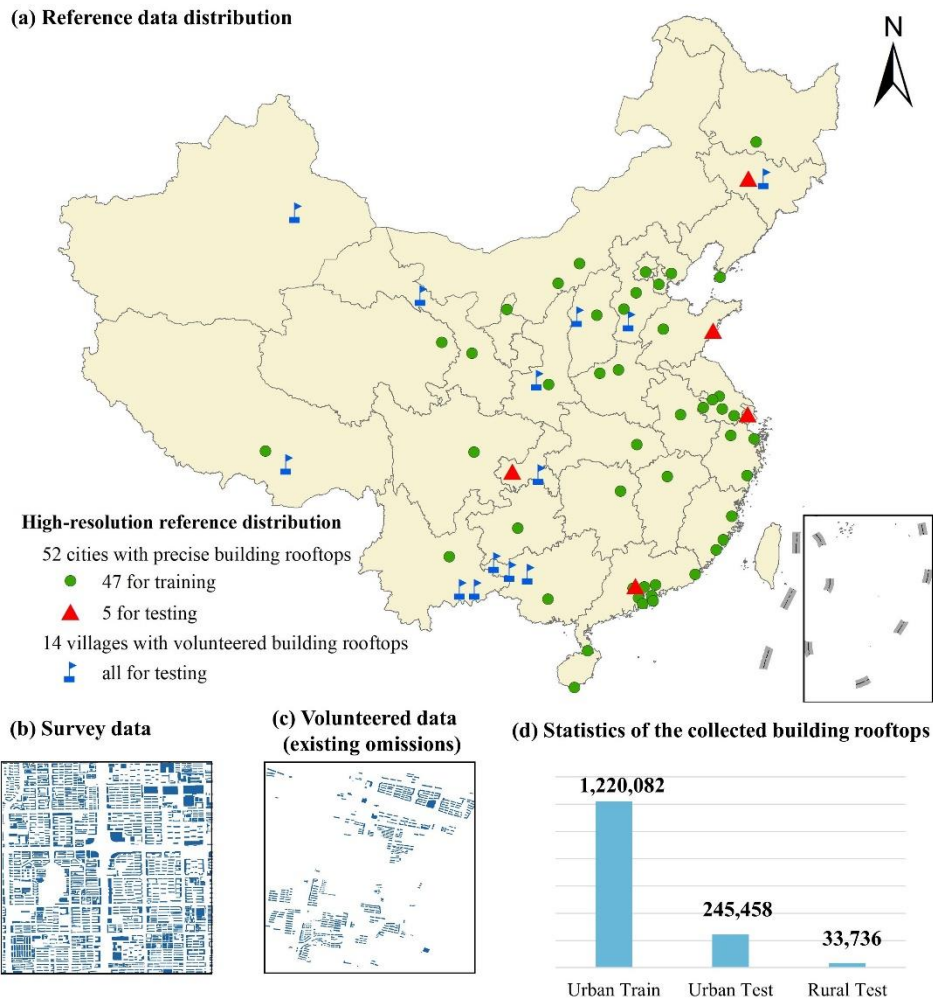 (a) Reference data distribution
N
High-resolution reference distribution
52 cities with precise building rooftops
47 for training
5 for testing
14 villages with volunteered building rooftops
all for testing
(b) Survey data
(c) Volunteered data
(existing omissions)
(d) Statistics of the collected building rooftops
1,220,082
245,458
33,736
Urban Train
Urban Test
Rural Test